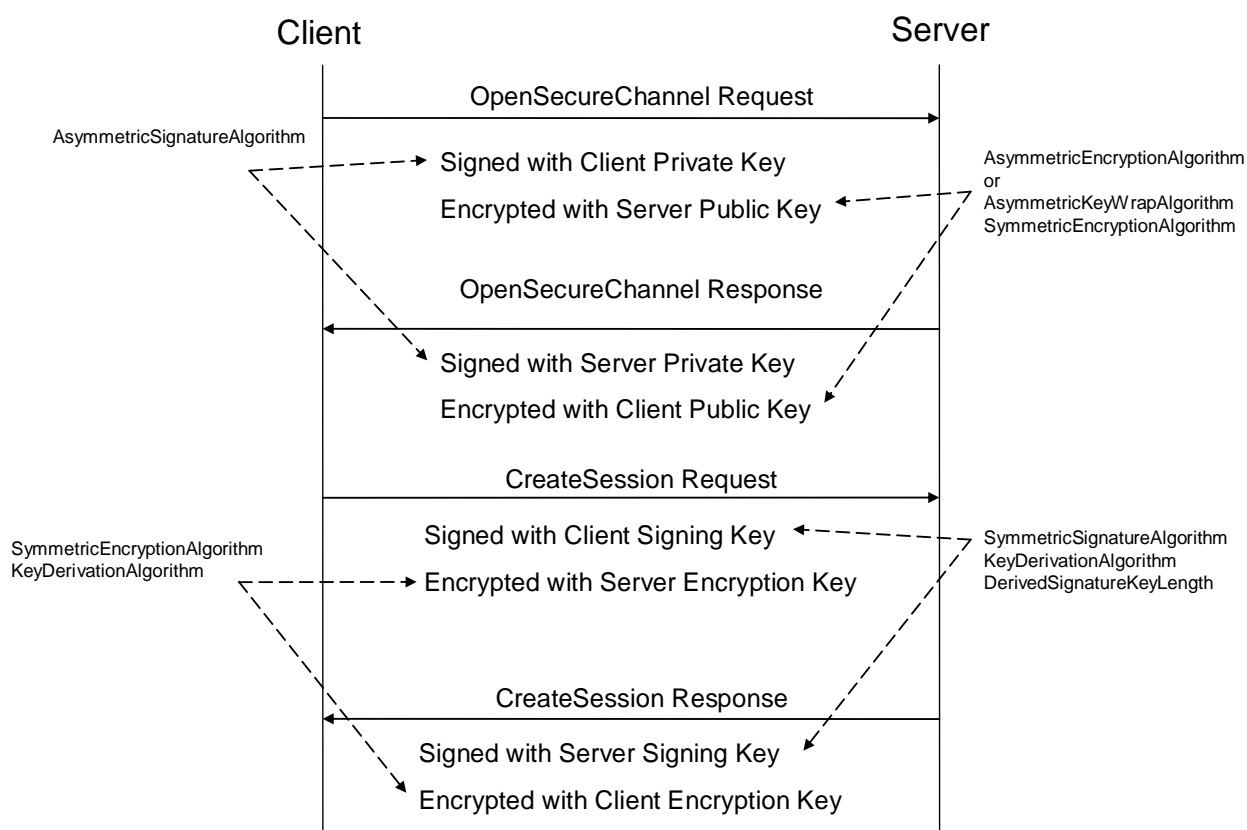 Client
Server
OpenSecureChannel Request
AsymmetricSignatureAlgorithm
Signed with Client Private Key
Encrypted with Server Public Key
AsymmetricEncryptionAlgorithm
or
AsymmetricKeyWrapAlgorithm
SymmetricEncryptionAlgorithm
OpenSecureChannel Response
Signed with Server Private Key
Encrypted with Client Public Key
CreateSession Request
Signed with Client Signing Key
Encrypted with Server Encryption Key
SymmetricEncryptionAlgorithm
KeyDerivationAlgorithm
SymmetricSignatureAlgorithm
KeyDerivationAlgorithm
DerivedSignatureKeyLength
CreateSession Response
Signed with Server Signing Key
Encrypted with Client Encryption Key